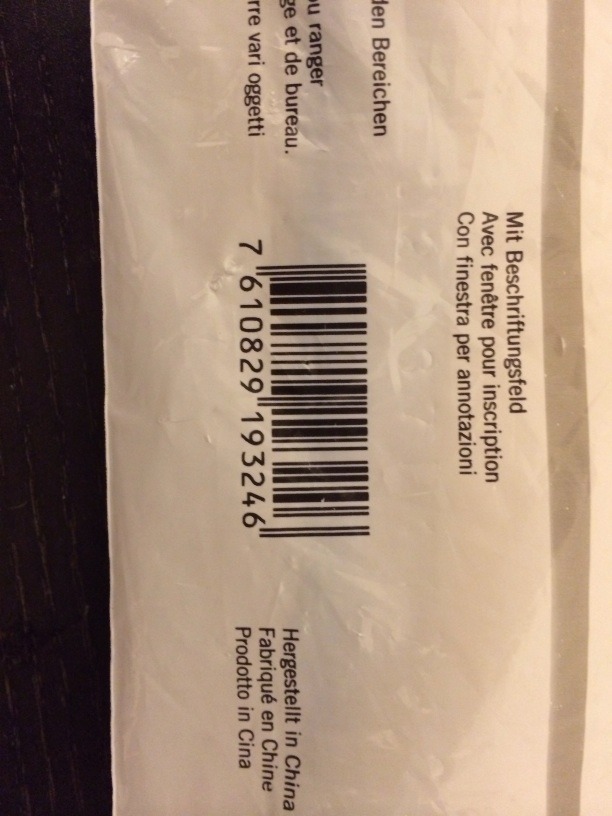 den Bereichen
ou ranger
ge et de bureau.
rre vari oggetti
Mit Beschriftungsfeld
Avec fenêtre pour inscription
Con finestra per annotazioni
7 610829 193246
Hergestellt in China
Fabriqué en Chine
Prodotto in Cina